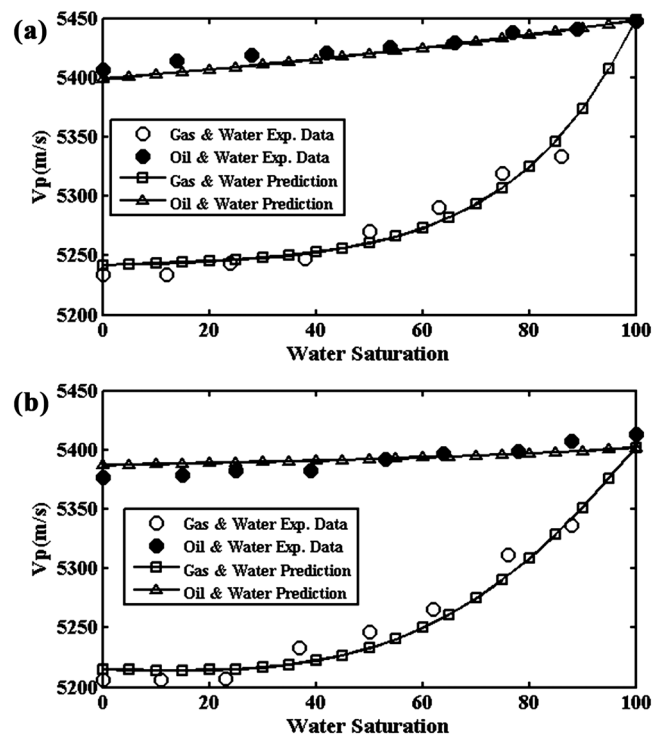 (a)
5450
5400
5350
5300
5250
5200
Vp(m/s)
Gas & Water Exp. Data
Oil & Water Exp. Data
Gas & Water Prediction
Oil & Water Prediction
0 20 40 60 80 100
Water Saturation
(b)
5450
5400
5350
5300
5250
5200
Vp(m/s)
Gas & Water Exp. Data
Oil & Water Exp. Data
Gas & Water Prediction
Oil & Water Prediction
0 20 40 60 80 100
Water Saturation